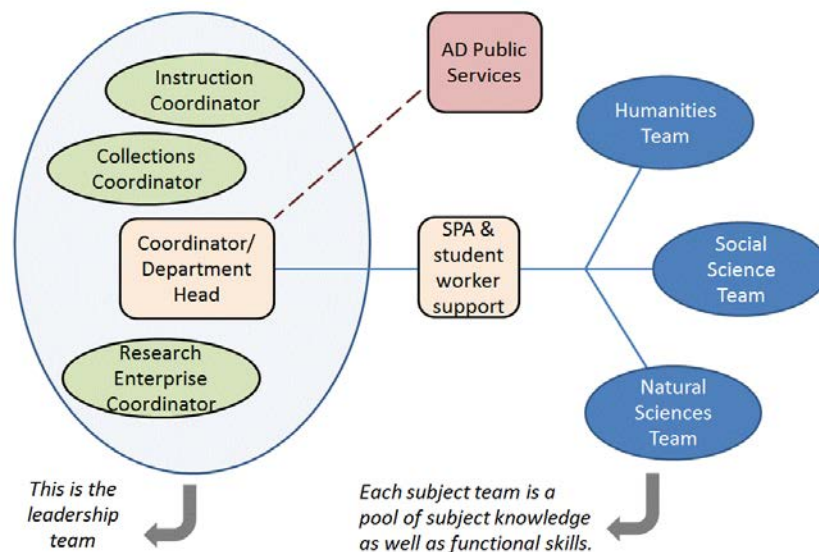 Instruction
Coordinator
Collections
Coordinator
Coordinator/
Department
Head
Research
Enterprise
Coordinator
AD Public
Services
SPA &
student
worker
support
Humanities
Team
Social
Science
Team
Natural
Sciences
Team
This is the
leadership
team
Each subject team is a
pool of subject knowledge
as well as functional skills.